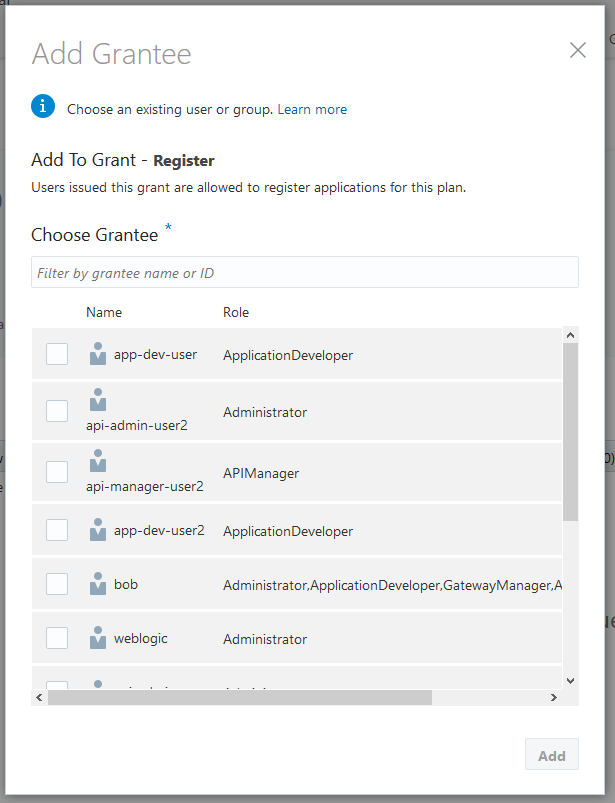 Add Grantee
Choose an existing user or group. Learn more
Add To Grant - Register
Users issued this grant are allowed to register applications for this plan.
Choose Grantee *
Filter by grantee name or ID
Name Role
app-dev-user ApplicationDeveloper
api-admin-user2 Administrator
api-manager-user2 APIManager
app-dev-user2 ApplicationDeveloper
bob Administrator,ApplicationDeveloper,GatewayManager,A
weblogic Administrator
Add